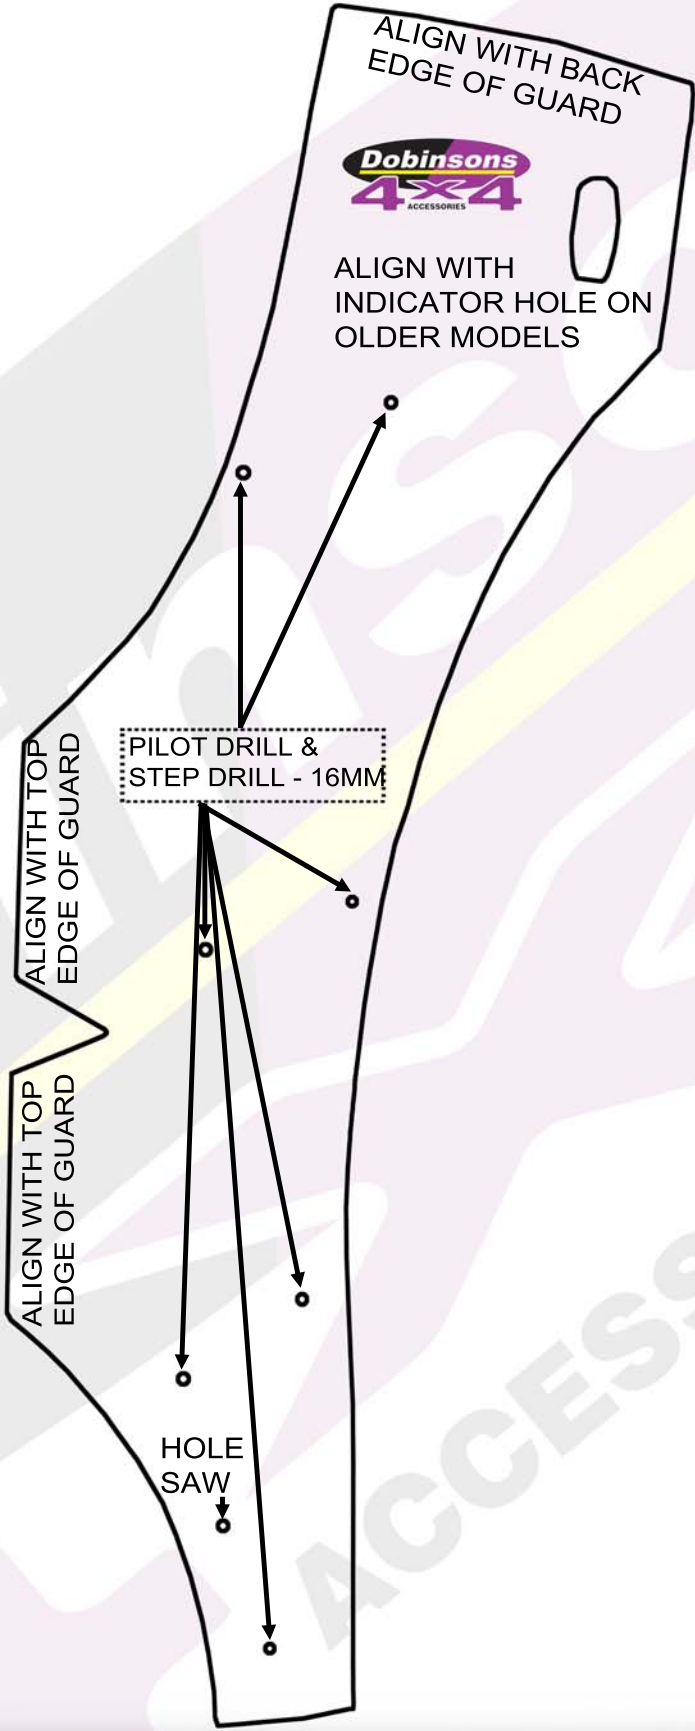 ALIGN WITH BACK
EDGE OF GUARD
Dobinsons
4x4
ACCESSORIES
ALIGN WITH
INDICATOR HOLE ON
OLDER MODELS
PILOT DRILL &
STEP DRILL - 16MM
ALIGN WITH TOP
EDGE OF GUARD
ALIGN WITH TOP
EDGE OF GUARD
HOLE
SAW